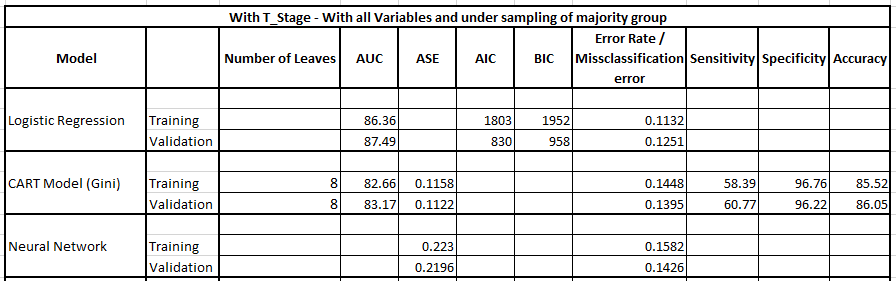 With T_Stage - With all Variables and under sampling of majority group
Model Number of Leaves AUC ASE AIC BIC Error Rate / Missclassification error Sensitivity Specificity Accuracy
Logistic Regression Training 86.36 1803 1952 0.1132
Validation 87.49 830 958 0.1251
CART Model (Gini) Training 8 82.66 0.1158 0.1448 58.39 96.76 85.52
Validation 8 83.17 0.1122 0.1395 60.77 96.22 86.05
Neural Network Training 0.223 0.1582
Validation 0.2196 0.1426